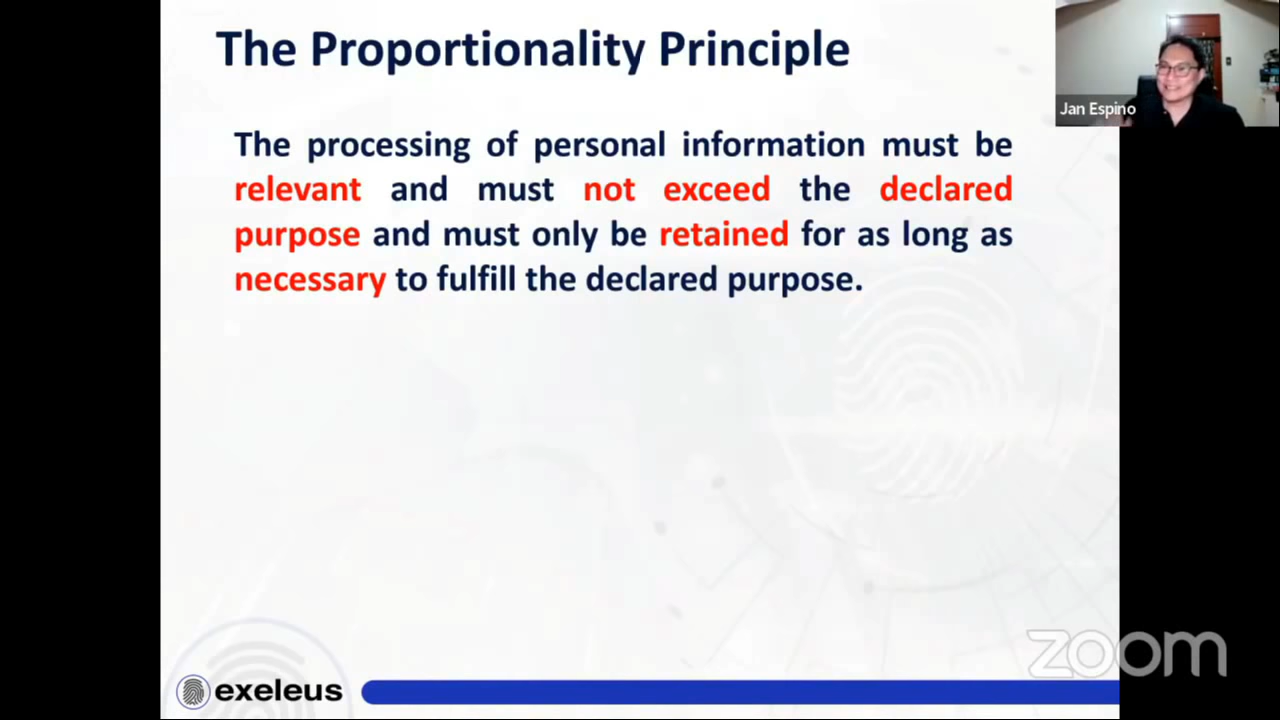 The Proportionality Principle
Jan Espino
The processing of personal information must be
relevant and must not exceed the declared
purpose and must only be retained for as long as
necessary to fulfill the declared purpose.
zoom
exeleus